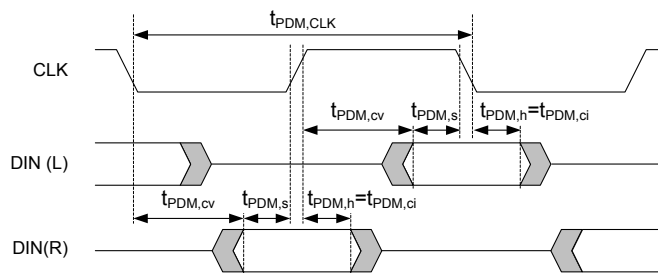 tPDM,CLK
CLK
tPDM,cv tPDM,s tPDM,h=tPDM,ci
DIN (L)
tPDM,cv tPDM,s tPDM,h=tPDM,ci
DIN(R)